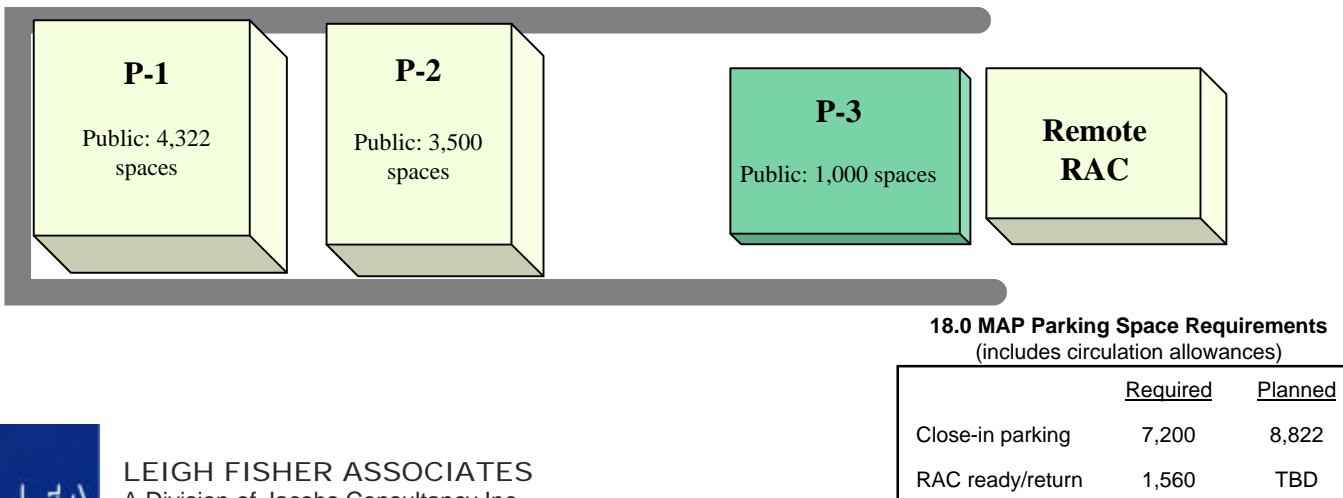 P-1
Public: 4,322
spaces
P-2
Public: 3,500
spaces
P-3
Public: 1,000 spaces
Remote
RAC
18.0 MAP Parking Space Requirements
(includes circulation allowances)
Required Planned
Close-in parking 7,200 8,822
RAC ready/return 1,560 TBD
LEIGH FISHER ASSOCIATES
A Division of Jacobs Consultancy Inc.